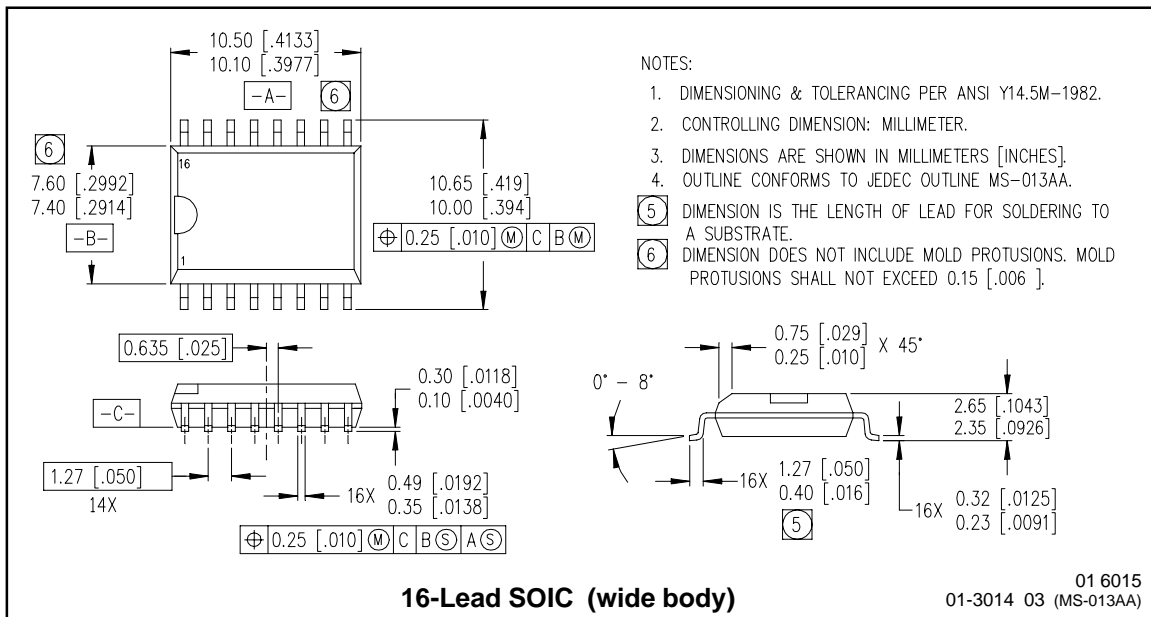 10.50 [.4133]
10.10 [.3977]
-A- 6
6
7.60 [.2992]
7.40 [.2914]
-B-
16
1
10.65 [.419]
10.00 [.394]
⌖ 0.25 [.010] Ⓜ C B Ⓜ
NOTES:
1. DIMENSIONING & TOLERANCING PER ANSI Y14.5M-1982.
2. CONTROLLING DIMENSION: MILLIMETER.
3. DIMENSIONS ARE SHOWN IN MILLIMETERS [INCHES].
4. OUTLINE CONFORMS TO JEDEC OUTLINE MS-013AA.
5 DIMENSION IS THE LENGTH OF LEAD FOR SOLDERING TO
A SUBSTRATE.
6 DIMENSION DOES NOT INCLUDE MOLD PROTUSIONS. MOLD
PROTUSIONS SHALL NOT EXCEED 0.15 [.006 ].
0.635 [.025]
-C-
0.30 [.0118]
0.10 [.0040]
1.27 [.050]
14X
16X 0.49 [.0192]
0.35 [.0138]
⌖ 0.25 [.010] Ⓜ C B Ⓢ A Ⓢ
0.75 [.029]
0.25 [.010] X 45°
0° - 8°
2.65 [.1043]
2.35 [.0926]
16X 1.27 [.050]
0.40 [.016]
5
16X 0.32 [.0125]
0.23 [.0091]
16-Lead SOIC (wide body)
01 6015
01-3014 03 (MS-013AA)